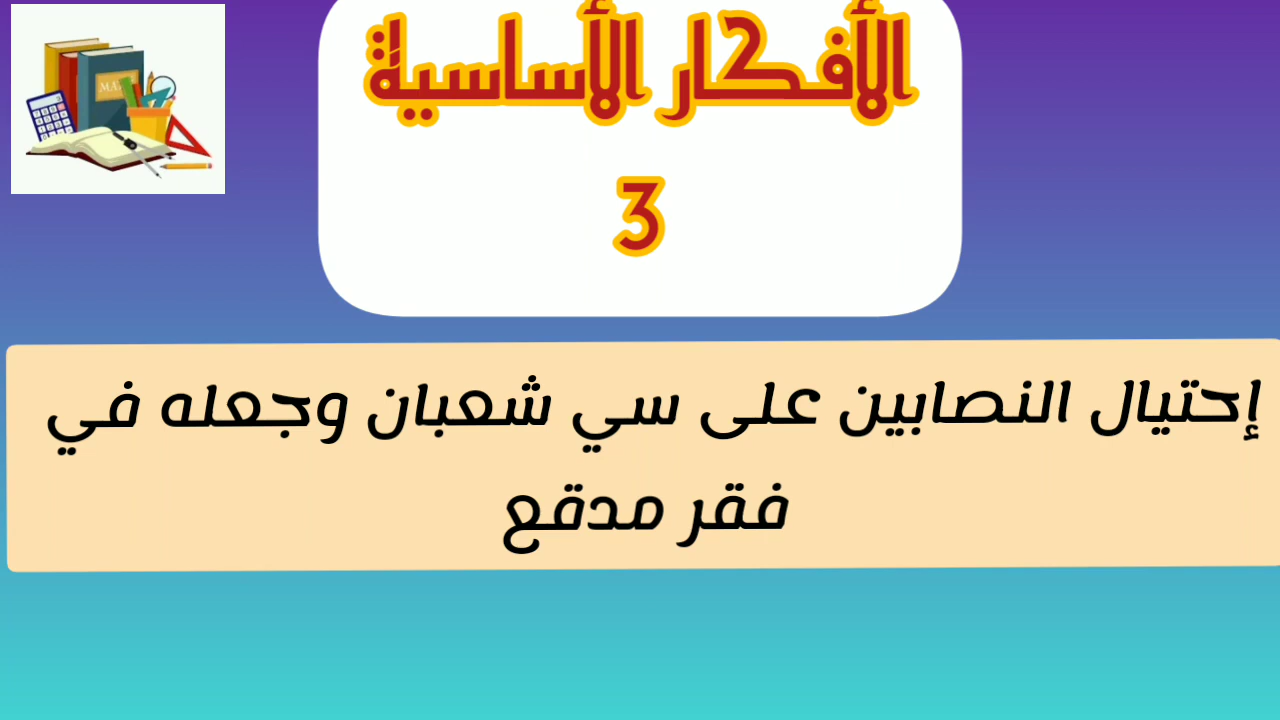 الأفكار الأساسية
3
إحتيال النصابين على سي شعبان وجعله في
فقر مدقع